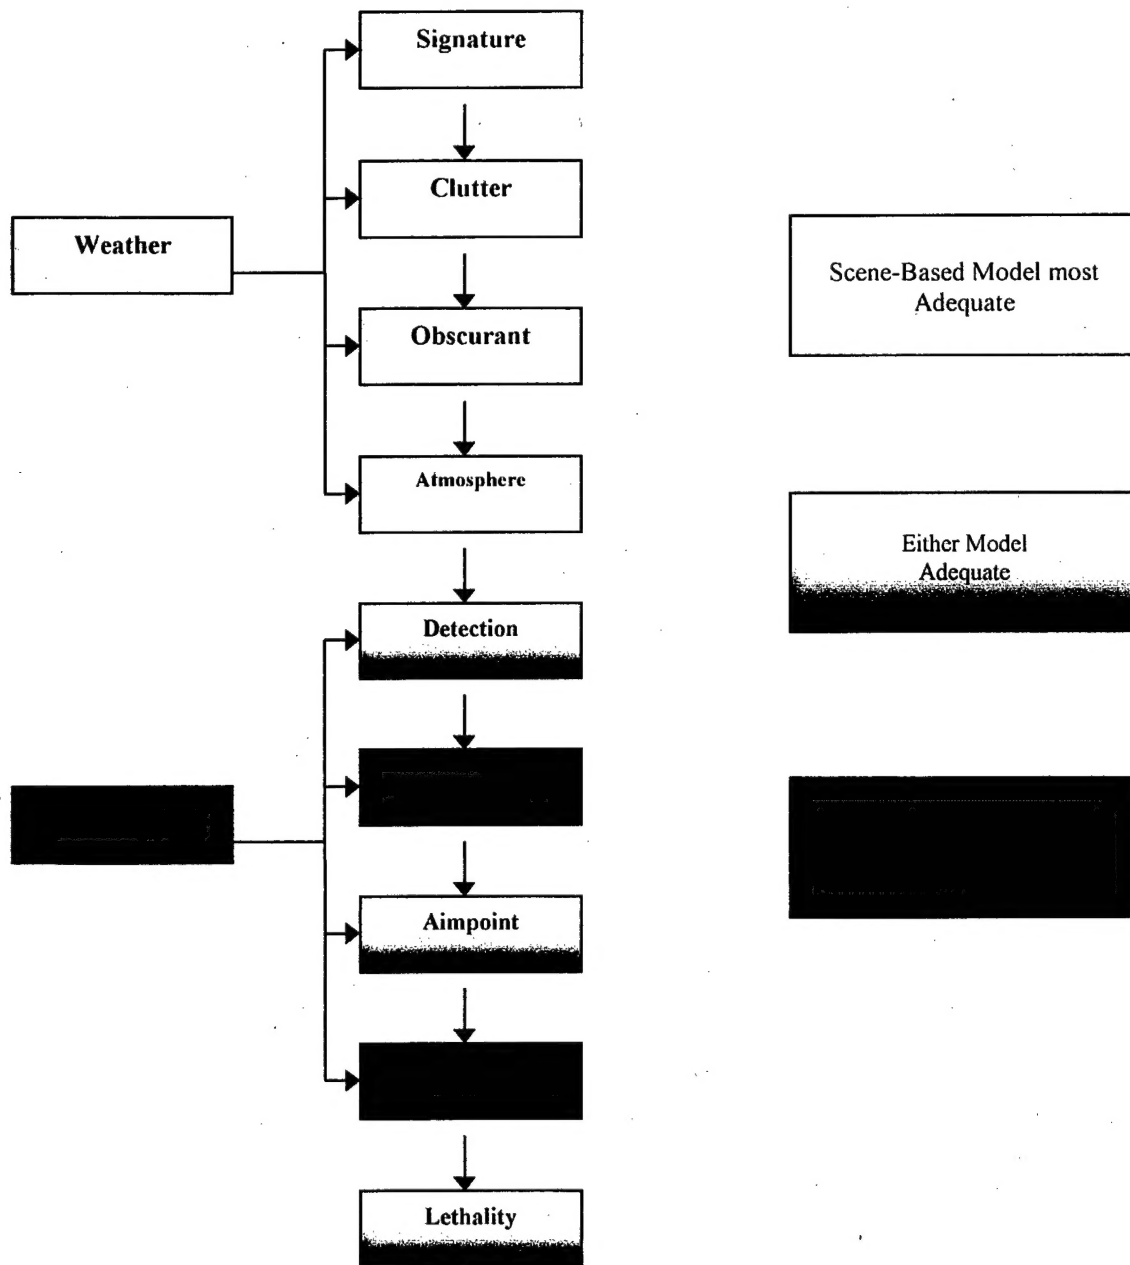 Signature
Clutter
Weather
Scene-Based Model most
Adequate
Obscurant
Atmosphere
Either Model
Adequate
Detection
Aimpoint
Lethality